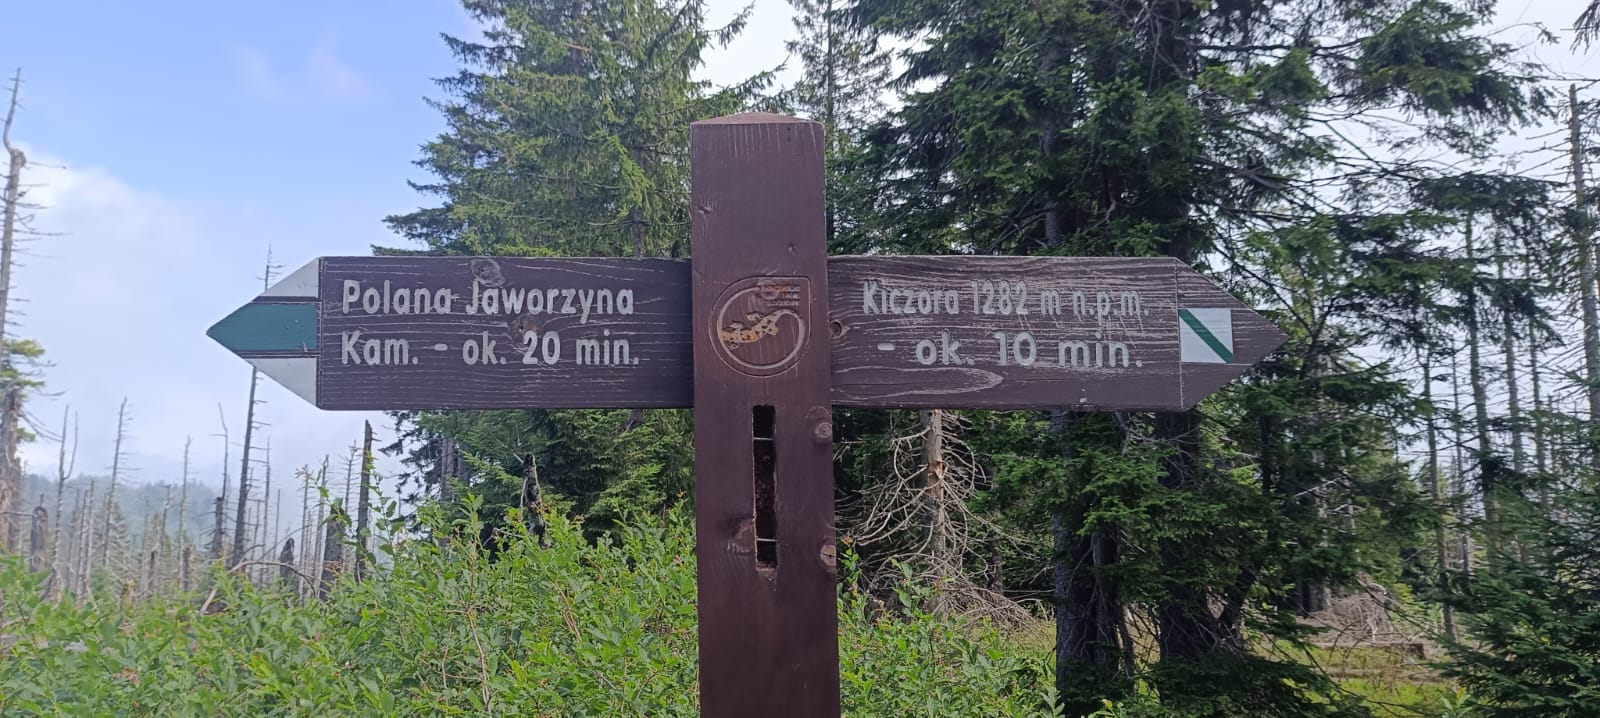 Polana Jaworzyna
Kam. - ok. 20 min.
Kiczora 1282 m n.p.m.
- ok. 10 min.